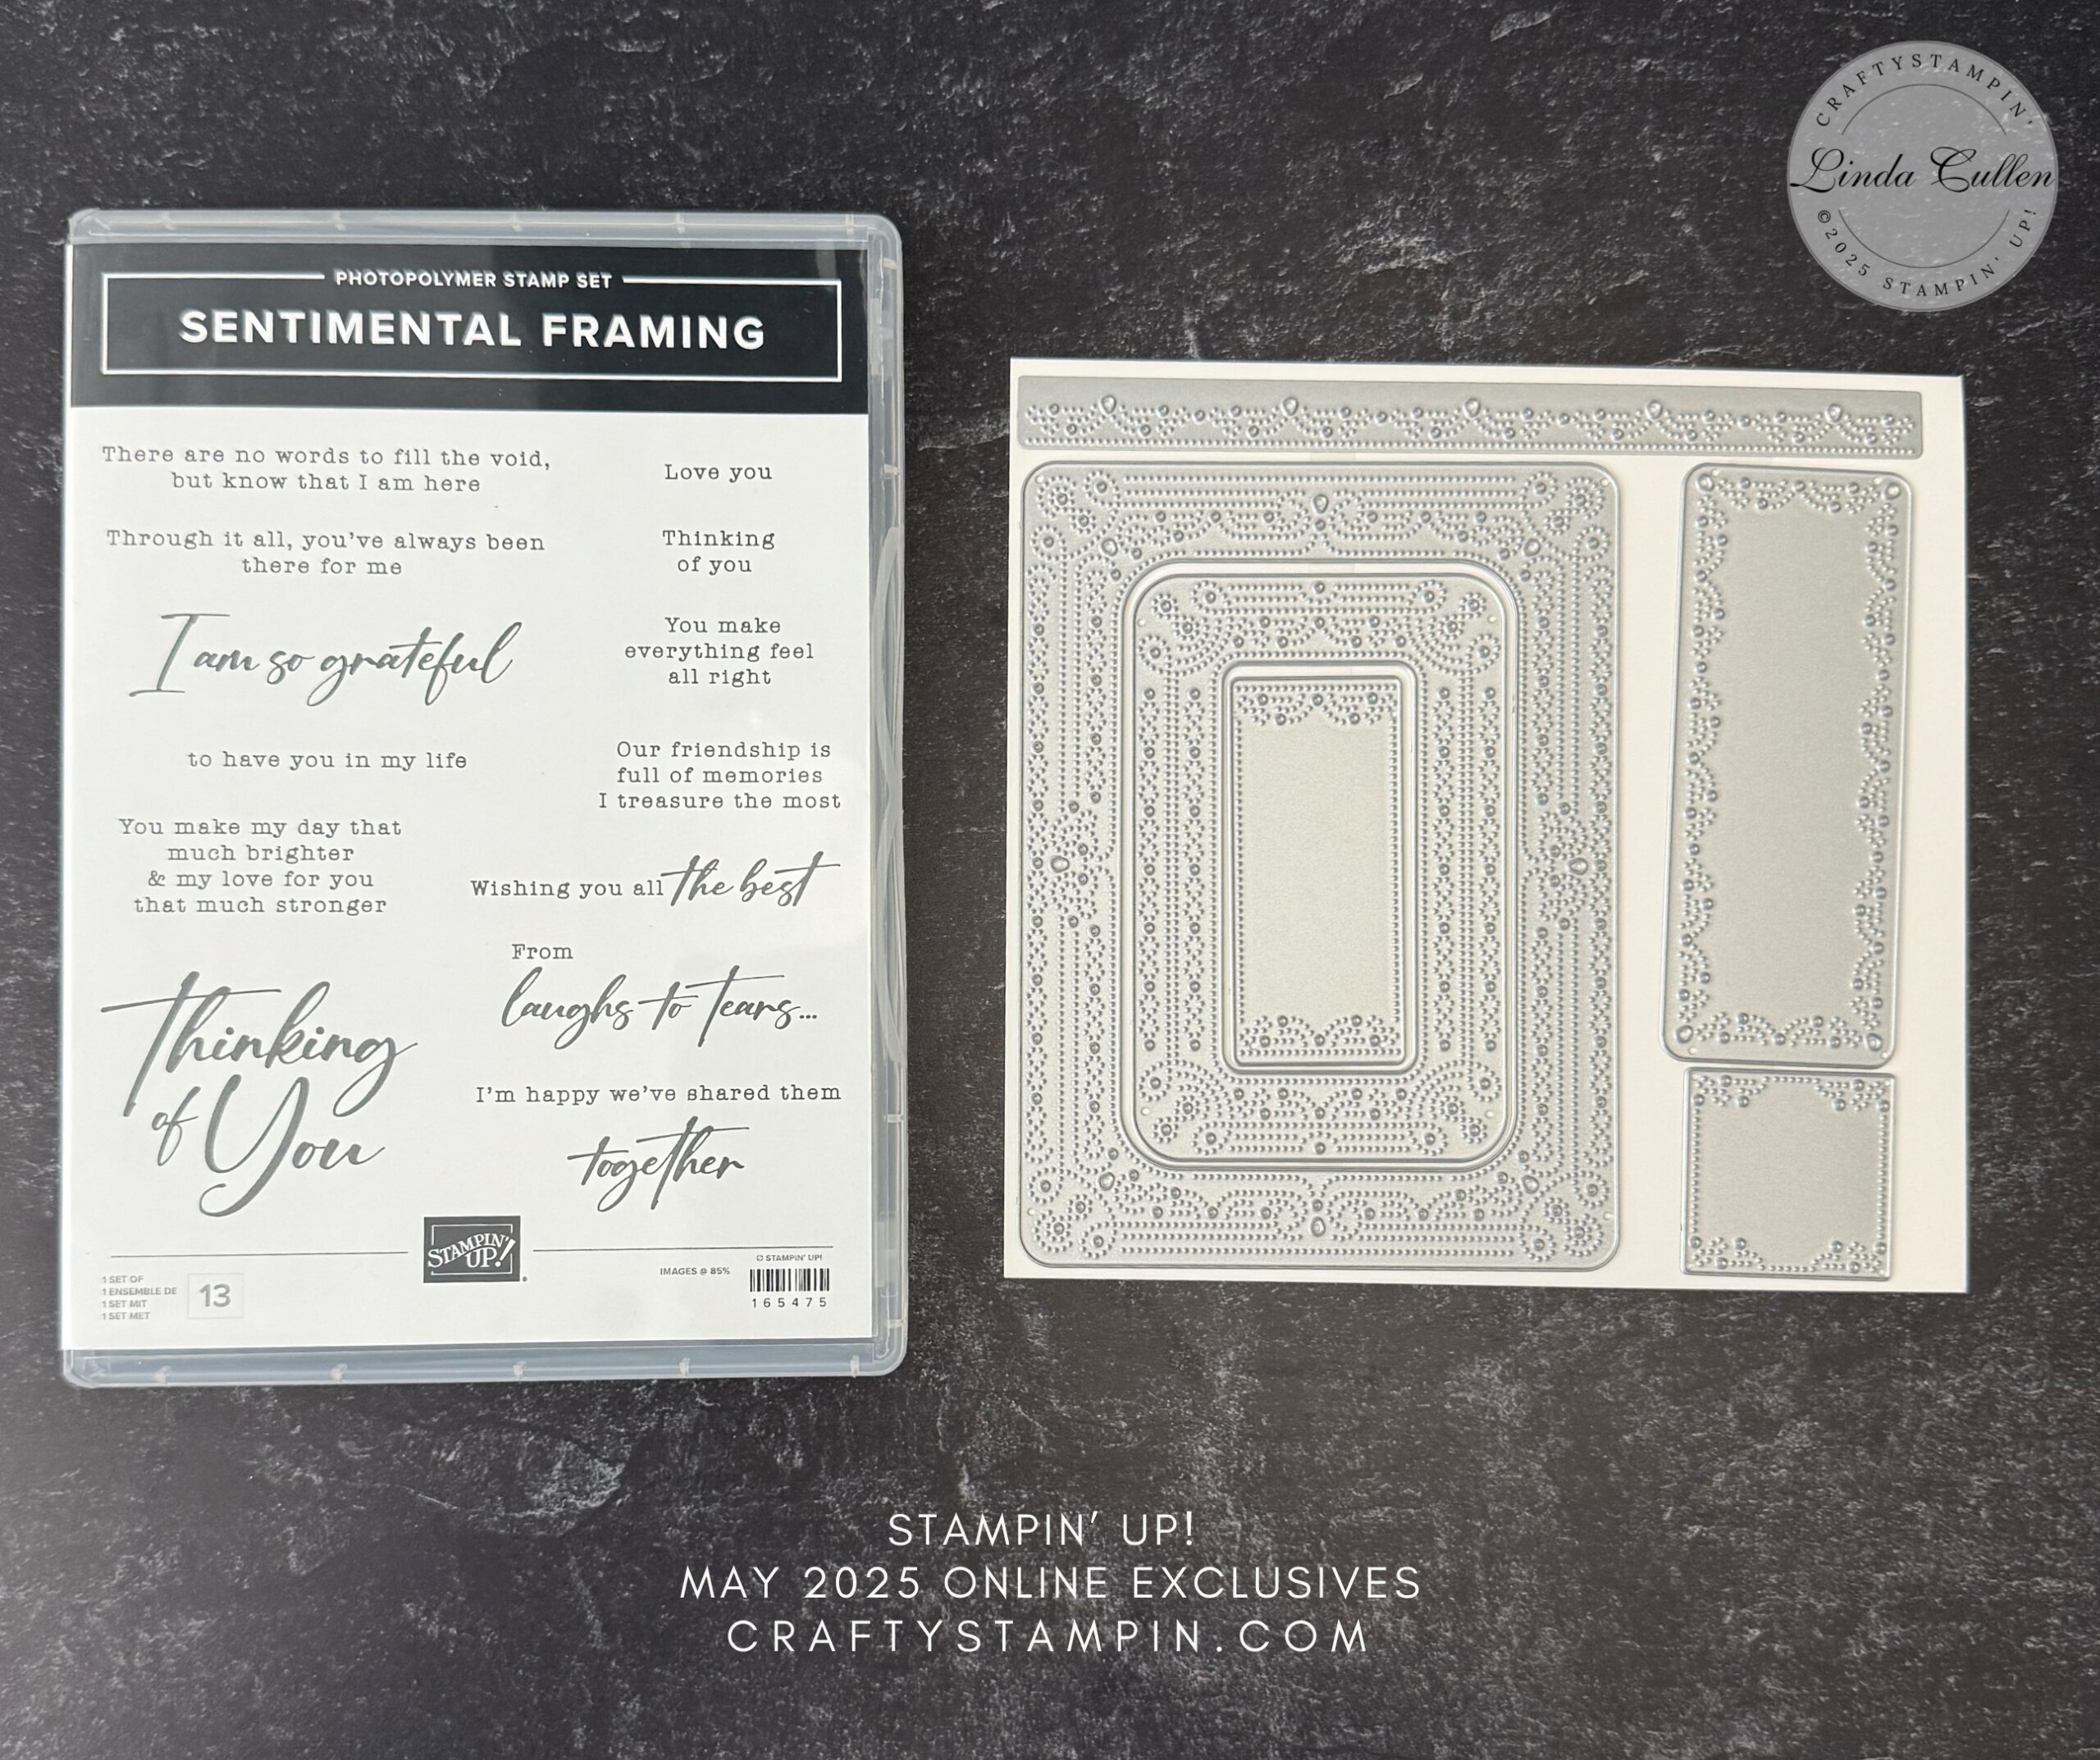 CRAFTYSTAMPIN'
Linda Cullen
©2025 STAMPIN' UP!
PHOTOPOLYMER STAMP SET
SENTIMENTAL FRAMING
There are no words to fill the void,
but know that I am here
Love you
Through it all, you've always been
there for me
Thinking
of you
I am so grateful
You make
everything feel
all right
to have you in my life
Our friendship is
full of memories
I treasure the most
You make my day that
much brighter
& my love for you
that much stronger
Wishing you all the best
From
laughs to tears...
Thinking
of You
I'm happy we've shared them
together
STAMPIN' UP!
1 SET OF
1 ENSEMBLE DE
1 SET MIT
1 SET MET
13
IMAGES @ 85%
© STAMPIN' UP!
165475
STAMPIN' UP!
MAY 2025 ONLINE EXCLUSIVES
CRAFTYSTAMPIN.COM